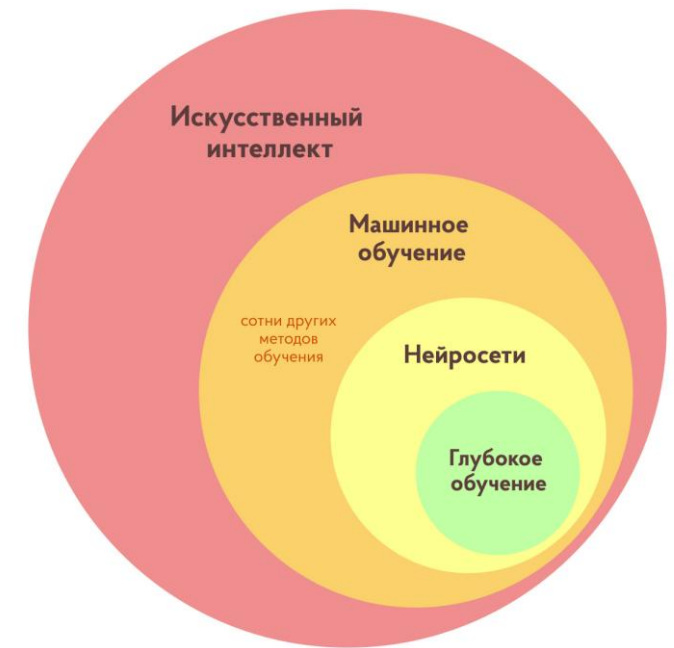 Искусственный
интеллект
Машинное
обучение
сотни других
методов
обучения
Нейросети
Глубокое
обучение